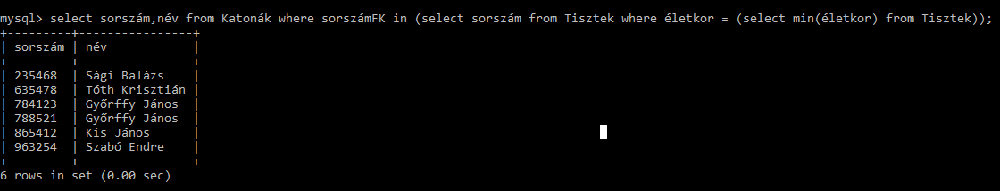 mysql> select sorszám,név from Katonák where sorszámFK in (select sorszám from Tisztek where életkor = (select min(életkor) from Tisztek));
+---------+----------------+
| sorszám | név            |
+---------+----------------+
| 235468  | Sági Balázs    |
| 635478  | Tóth Krisztián |
| 784123  | Győrffy János  |
| 788521  | Győrffy János  |
| 865412  | Kis János      |
| 963254  | Szabó Endre    |
+---------+----------------+
6 rows in set (0.00 sec)